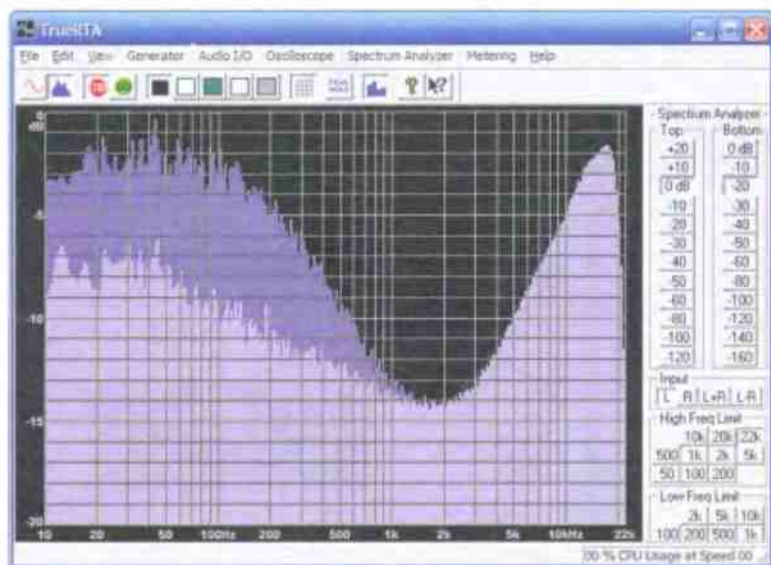 TrueRTA
File Edit View Generator Audio I/O Oscilloscope Spectrum Analyzer Metering Help
Spectrum Analyzer
Top Bottom
+20 0 dB
+10 -10
0 dB -20
-10 -30
20 -40
-30 -50
40 -60
-50 -80
-60 -100
-80 -120
-100 -140
-120 -160
Input
L R L+R L-R
High Freq Limit
10k 20k 22k
500 1k 2k 5k
50 100 200
Low Freq Limit
2k 5k 10k
100 200 500 1k
dB
-10
-15
-20
10 20 50 100Hz 200 500 1k 2k 5k 10kHz 22k
00 % CPU Usage at Speed 00